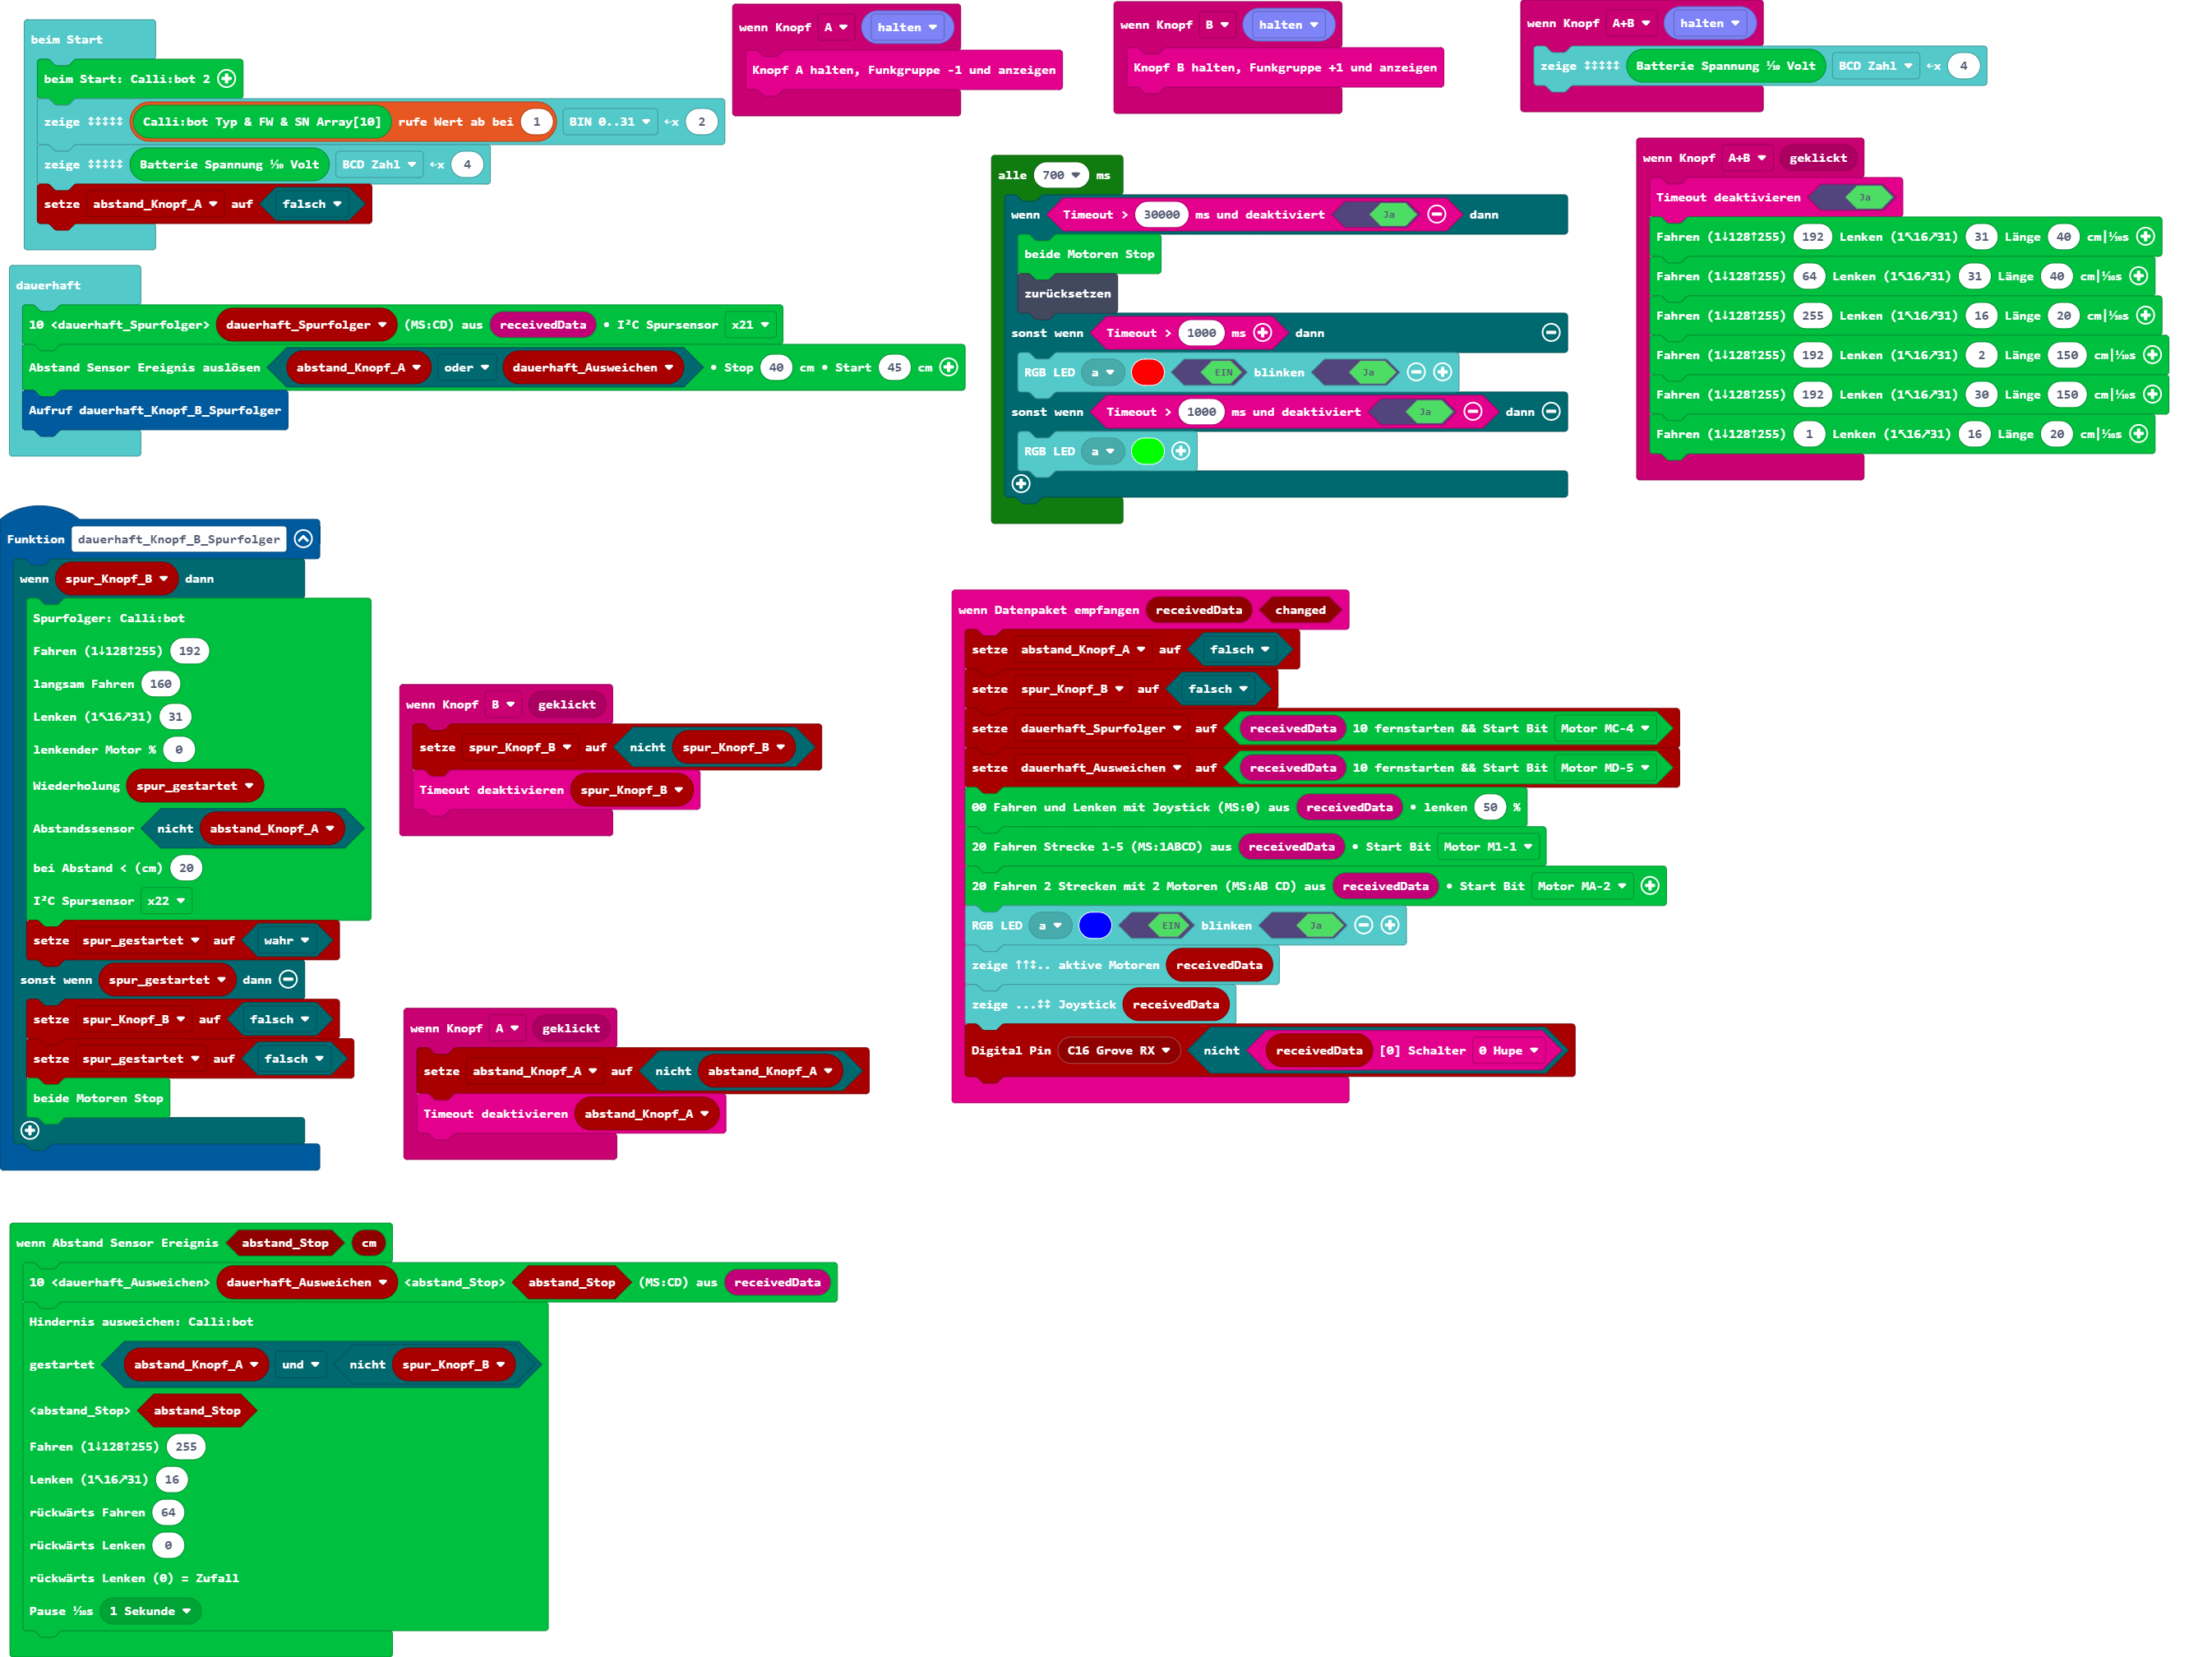 beim Start
beim Start: Calli:bot 2
zeige ↕↕↕↕↕ Calli:bot Typ & FW & SN Array[10] rufe Wert ab bei 1 BIN 0..31 ←x 2
zeige ↕↕↕↕↕ Batterie Spannung ⅒ Volt BCD Zahl ←x 4
setze abstand_Knopf_A auf falsch
wenn Knopf A halten
Knopf A halten, Funkgruppe -1 und anzeigen
wenn Knopf B halten
Knopf B halten, Funkgruppe +1 und anzeigen
wenn Knopf A+B halten
zeige ↕↕↕↕↕ Batterie Spannung ⅒ Volt BCD Zahl ←x 4
dauerhaft
10 <dauerhaft_Spurfolger> dauerhaft_Spurfolger (MS:CD) aus receivedData • I²C Spursensor x21
Abstand Sensor Ereignis auslösen abstand_Knopf_A oder dauerhaft_Ausweichen • Stop 40 cm • Start 45 cm
Aufruf dauerhaft_Knopf_B_Spurfolger
alle 700 ms
wenn Timeout > 30000 ms und deaktiviert Ja dann
beide Motoren Stop
zurücksetzen
sonst wenn Timeout > 1000 ms dann
RGB LED a EIN blinken Ja
sonst wenn Timeout > 1000 ms und deaktiviert Ja dann
RGB LED a
wenn Knopf A+B geklickt
Timeout deaktivieren Ja
Fahren (1↓128↑255) 192 Lenken (1↖16↗31) 31 Länge 40 cm|⅒s
Fahren (1↓128↑255) 64 Lenken (1↖16↗31) 31 Länge 40 cm|⅒s
Fahren (1↓128↑255) 255 Lenken (1↖16↗31) 16 Länge 20 cm|⅒s
Fahren (1↓128↑255) 192 Lenken (1↖16↗31) 2 Länge 150 cm|⅒s
Fahren (1↓128↑255) 192 Lenken (1↖16↗31) 30 Länge 150 cm|⅒s
Fahren (1↓128↑255) 1 Lenken (1↖16↗31) 16 Länge 20 cm|⅒s
Funktion dauerhaft_Knopf_B_Spurfolger
wenn spur_Knopf_B dann
Spurfolger: Calli:bot
Fahren (1↓128↑255) 192
langsam Fahren 160
Lenken (1↖16↗31) 31
lenkender Motor % 0
Wiederholung spur_gestartet
Abstandssensor nicht abstand_Knopf_A
bei Abstand < (cm) 20
I²C Spursensor x22
setze spur_gestartet auf wahr
sonst wenn spur_gestartet dann
setze spur_Knopf_B auf falsch
setze spur_gestartet auf falsch
beide Motoren Stop
wenn Knopf B geklickt
setze spur_Knopf_B auf nicht spur_Knopf_B
Timeout deaktivieren spur_Knopf_B
wenn Knopf A geklickt
setze abstand_Knopf_A auf nicht abstand_Knopf_A
Timeout deaktivieren abstand_Knopf_A
wenn Datenpaket empfangen receivedData changed
setze abstand_Knopf_A auf falsch
setze spur_Knopf_B auf falsch
setze dauerhaft_Spurfolger auf receivedData 10 fernstarten && Start Bit Motor MC-4
setze dauerhaft_Ausweichen auf receivedData 10 fernstarten && Start Bit Motor MD-5
00 Fahren und Lenken mit Joystick (MS:0) aus receivedData • lenken 50 %
20 Fahren Strecke 1-5 (MS:1ABCD) aus receivedData • Start Bit Motor M1-1
20 Fahren 2 Strecken mit 2 Motoren (MS:AB CD) aus receivedData • Start Bit Motor MA-2
RGB LED a EIN blinken Ja
zeige ↑↑↕.. aktive Motoren receivedData
zeige ...↕↕ Joystick receivedData
Digital Pin C16 Grove RX nicht receivedData [0] Schalter 0 Hupe
wenn Abstand Sensor Ereignis abstand_Stop cm
10 <dauerhaft_Ausweichen> dauerhaft_Ausweichen <abstand_Stop> abstand_Stop (MS:CD) aus receivedData
Hindernis ausweichen: Calli:bot
gestartet abstand_Knopf_A und nicht spur_Knopf_B
<abstand_Stop> abstand_Stop
Fahren (1↓128↑255) 255
Lenken (1↖16↗31) 16
rückwärts Fahren 64
rückwärts Lenken 0
rückwärts Lenken (0) = Zufall
Pause ⅒s 1 Sekunde